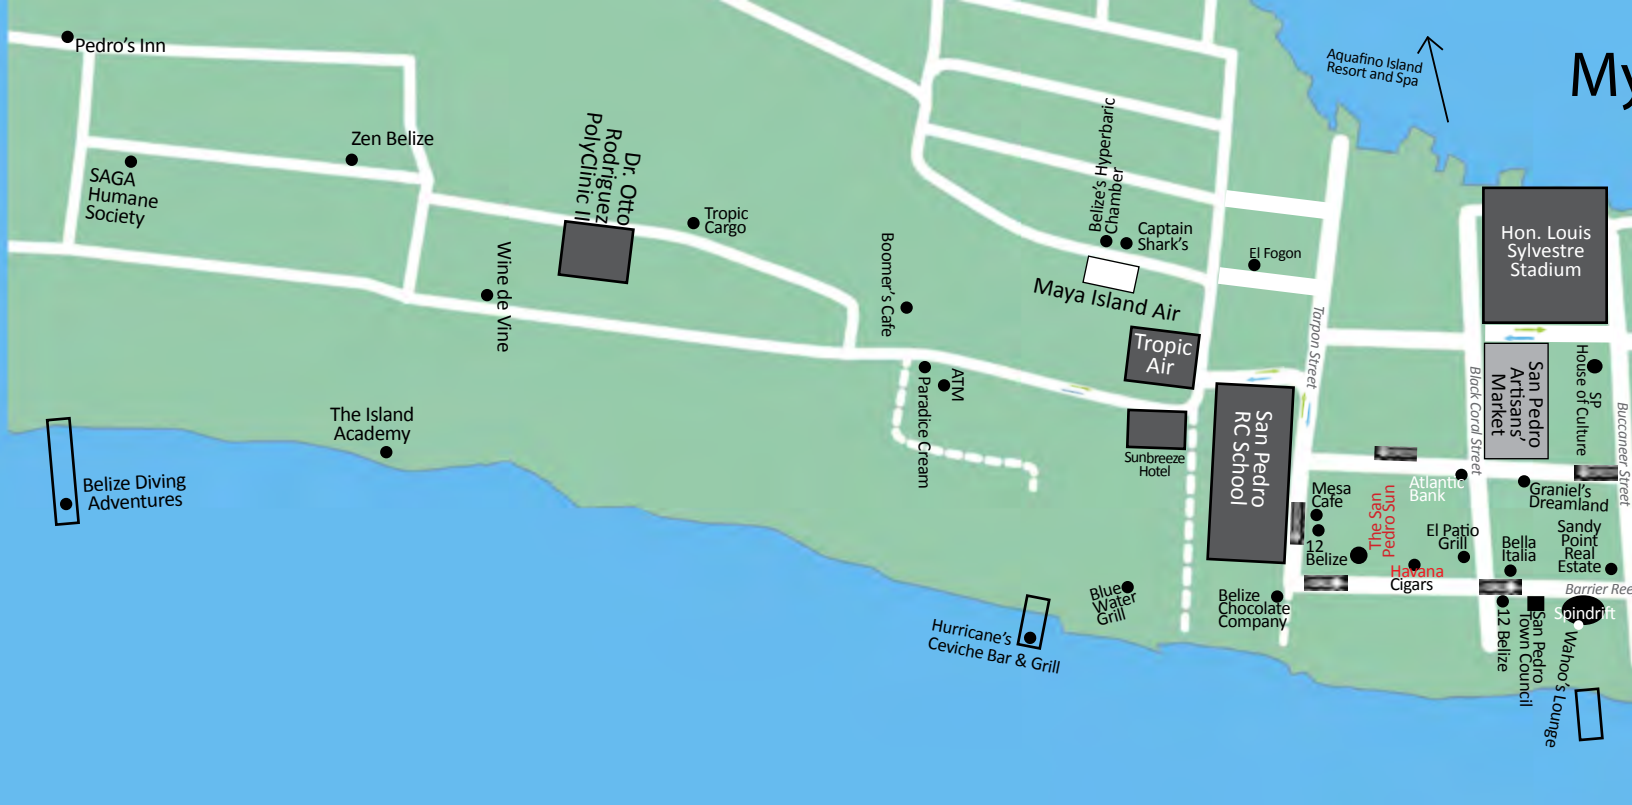 Pedro's Inn
Zen Belize
SAGA
Humane
Society
Dr. Otto
Rodriguez
PolyClinic II
Tropic
Cargo
Wine de Vine
Boomer's Cafe
Belize's Hyperbaric
Chamber
Captain
Shark's
Maya Island Air
Tropic
Air
El Fogon
Aquafino Island
Resort and Spa
My
Hon. Louis
Sylvestre
Stadium
Tarpon Street
Black Coral Street
San Pedro
Artisans'
Market
House of Culture
SP
Buccaneer Street
ATM
Paradice Cream
Sunbreeze
Hotel
San Pedro
RC School
The Island
Academy
Belize Diving
Adventures
Mesa
Cafe
12
Belize
The San
Pedro Sun
Atlantic
Bank
El Patio
Grill
Havana
Cigars
Graniel's
Dreamland
Bella
Italia
Sandy
Point
Real
Estate
Barrier Ree
Blue
Water
Grill
Belize
Chocolate
Company
Hurricane's
Ceviche Bar & Grill
12 Belize
San Pedro
Town Council
Spindrift
Wahoo's Lounge